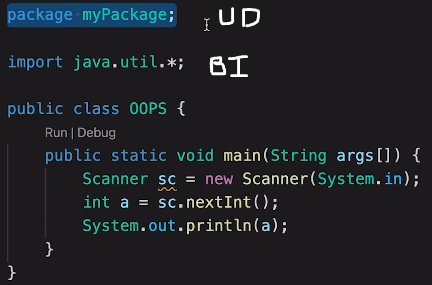 package myPackage; UD
import java.util.*; BI
public class OOPS {
Run | Debug
public static void main(String args[]) {
Scanner sc = new Scanner(System.in);
int a = sc.nextInt();
System.out.println(a);
}
}